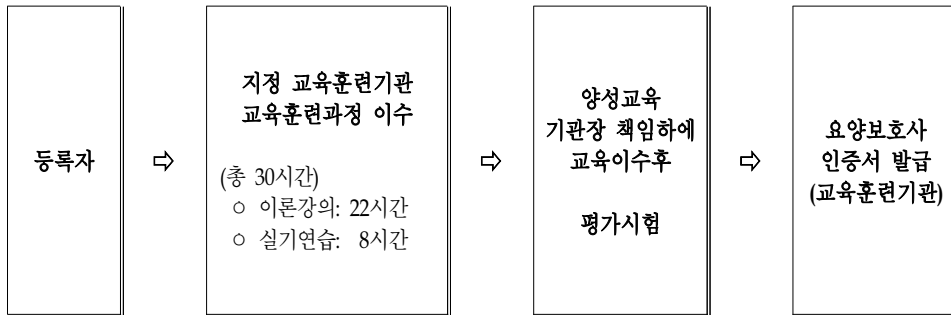 등록자
⇨
지정 교육훈련기관
교육훈련과정 이수
(총 30시간)
○ 이론강의: 22시간
○ 실기연습: 8시간
⇨
양성교육
기관장 책임하에
교육이수후
평가시험
⇨
요양보호사
인증서 발급
(교육훈련기관)